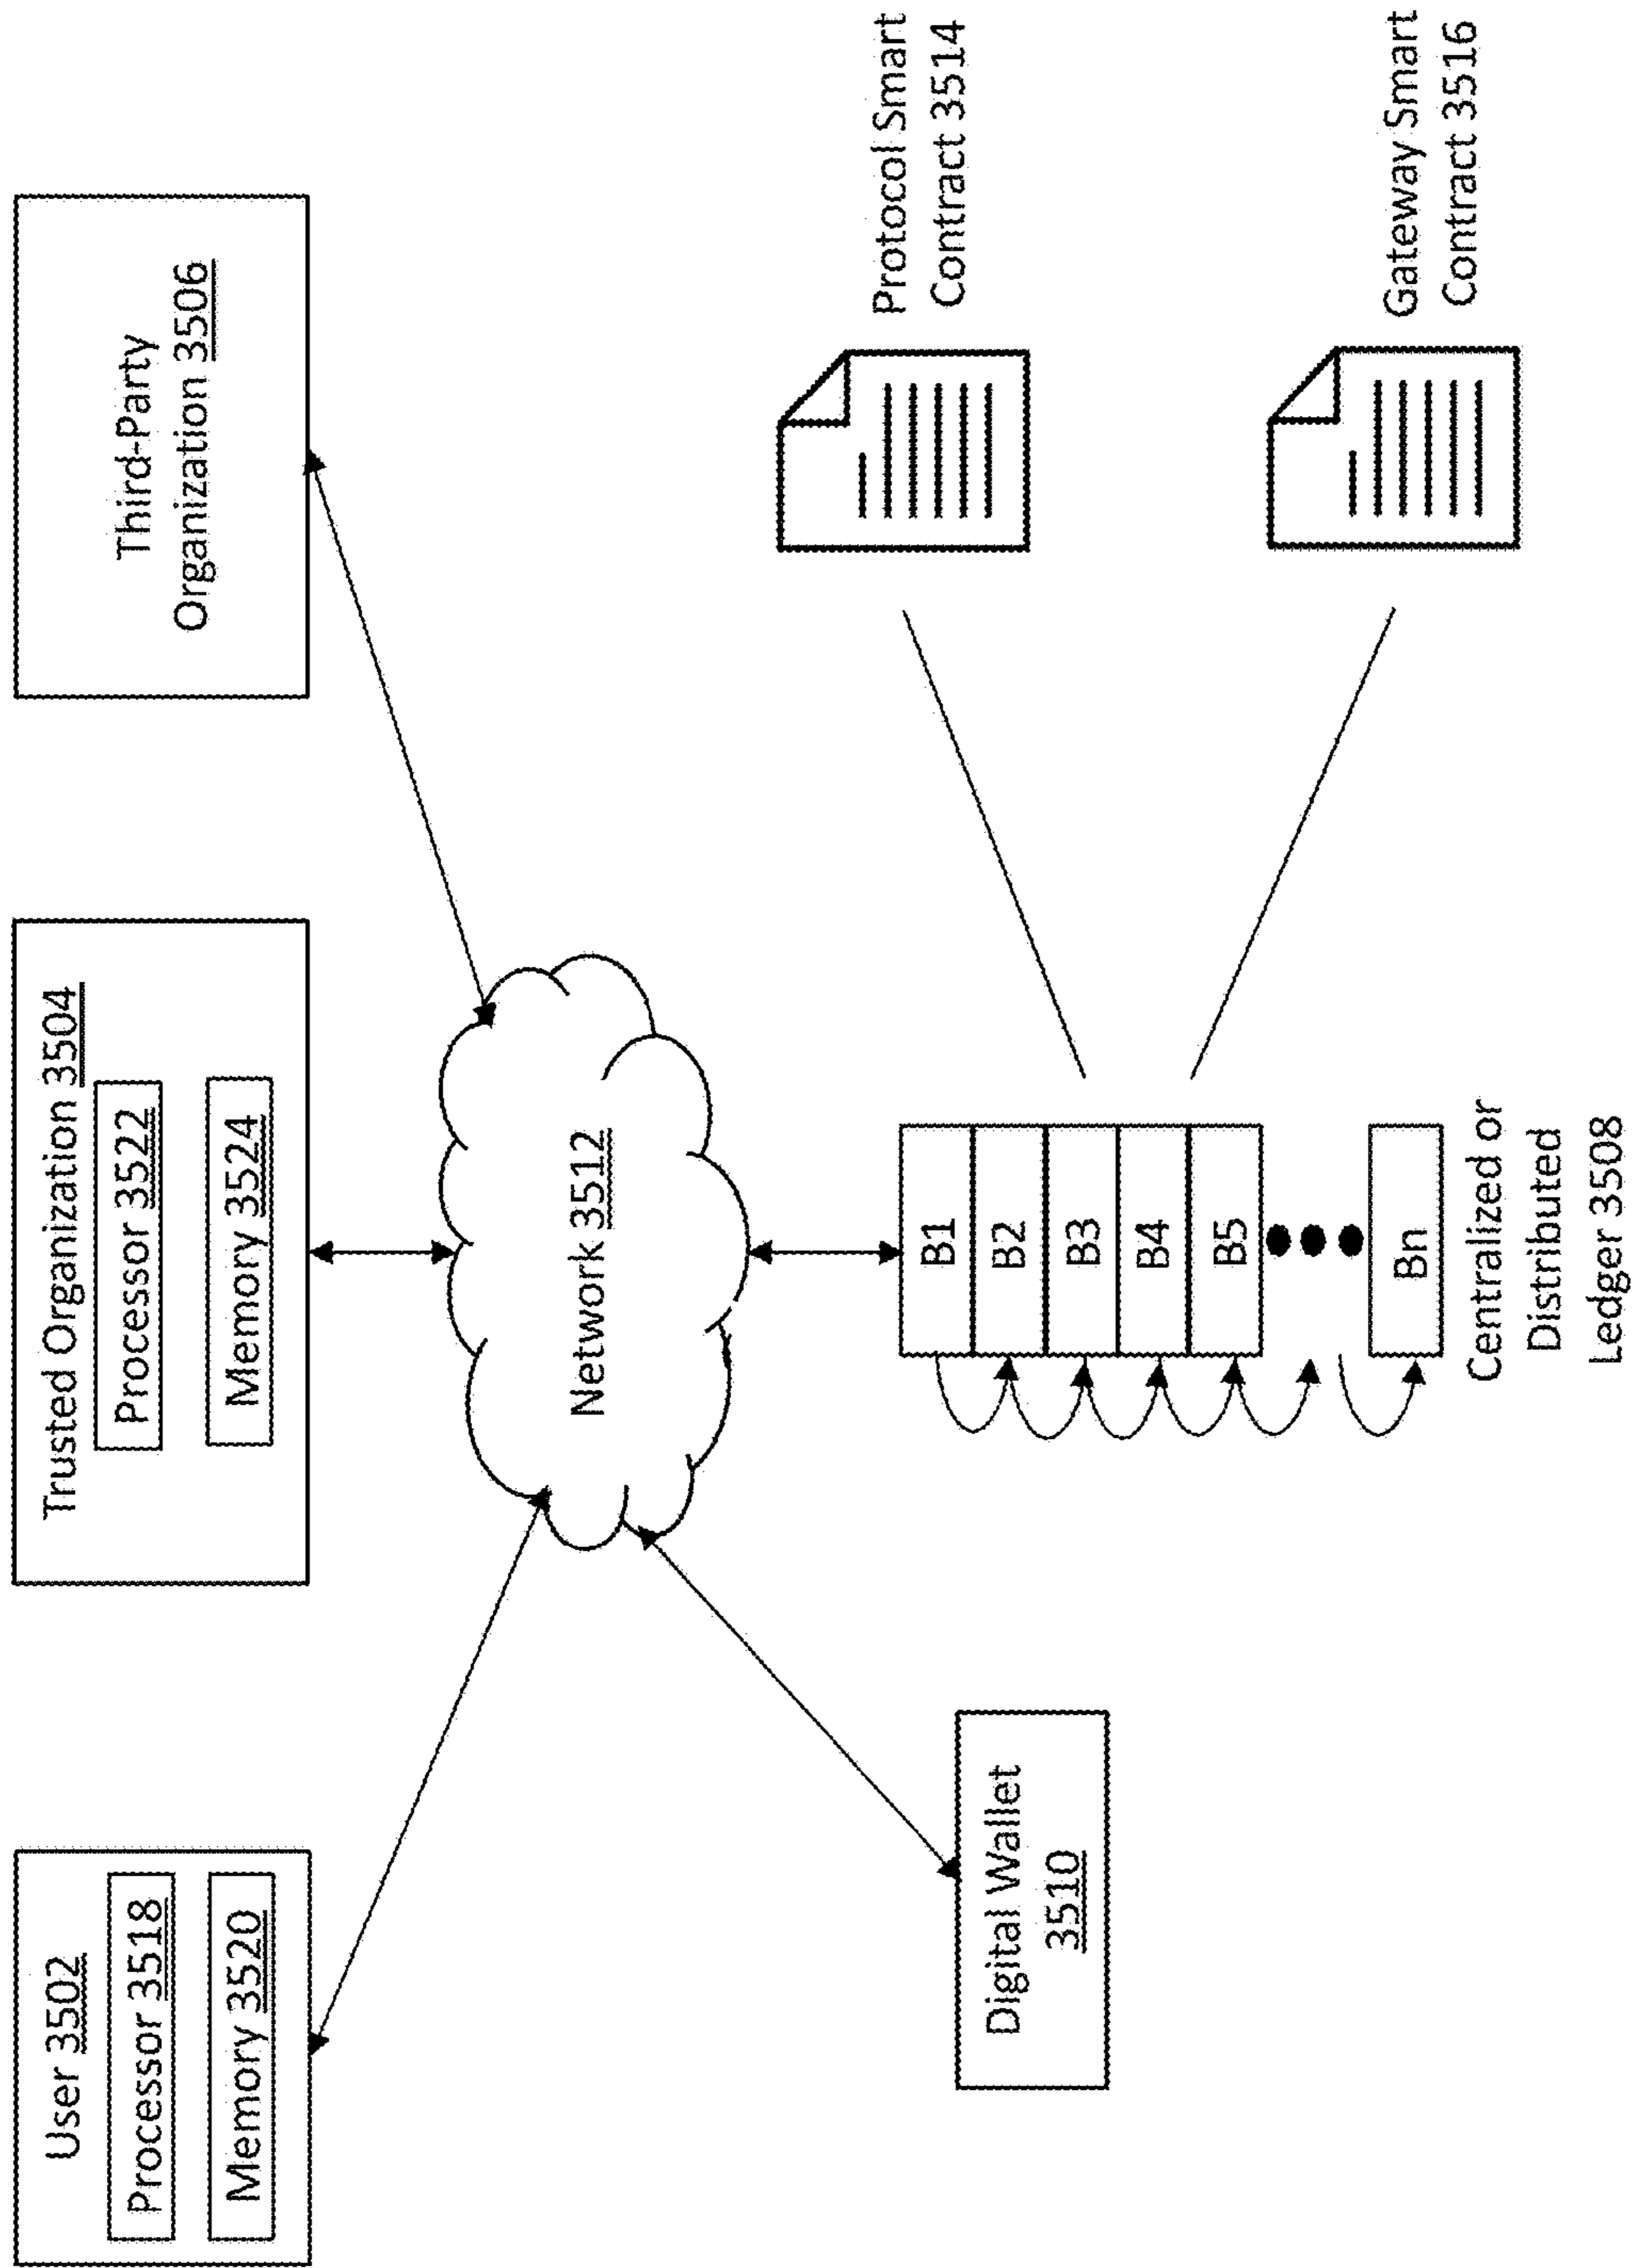 User 3502
Processor 3518
Memory 3520
Trusted Organization 3504
Processor 3522
Memory 3524
Third-Party
Organization 3506
Network 3512
Digital Wallet
3510
B1
B2
B3
B4
B5
Bn
Centralized or
Distributed
Ledger 3508
Protocol Smart
Contract 3514
Gateway Smart
Contract 3516